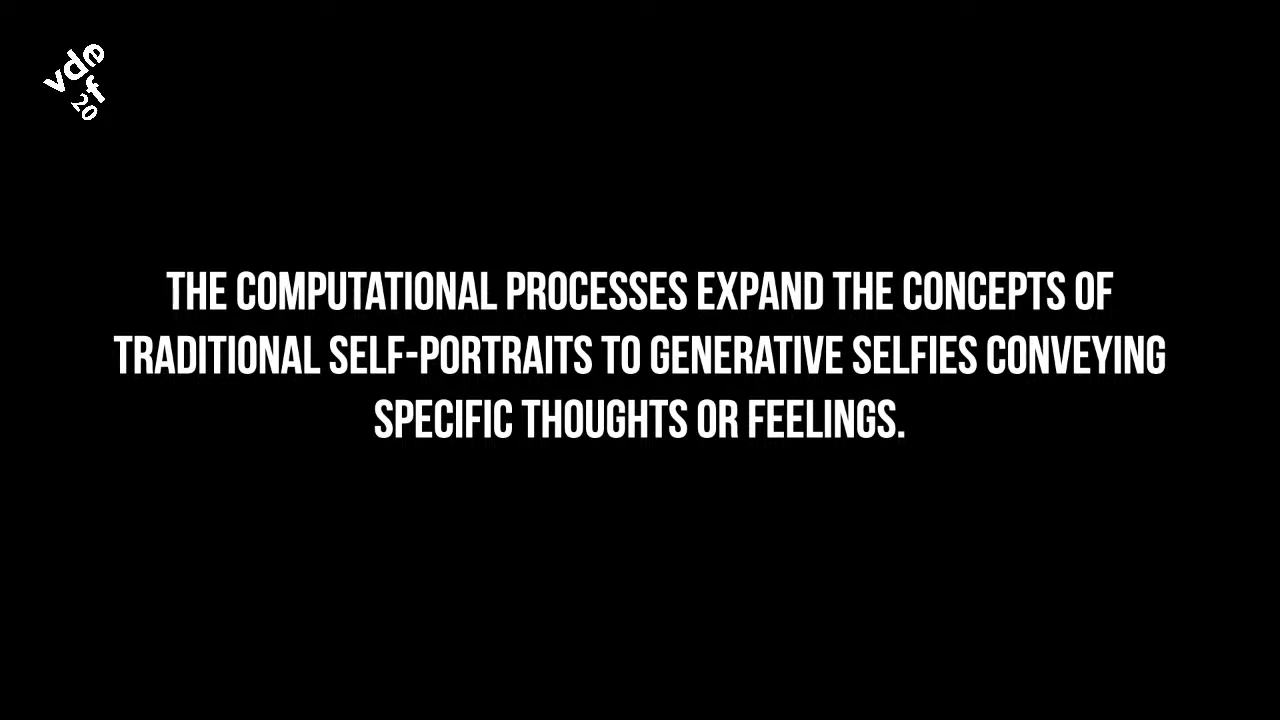 vdef
20
THE COMPUTATIONAL PROCESSES EXPAND THE CONCEPTS OF
TRADITIONAL SELF-PORTRAITS TO GENERATIVE SELFIES CONVEYING
SPECIFIC THOUGHTS OR FEELINGS.